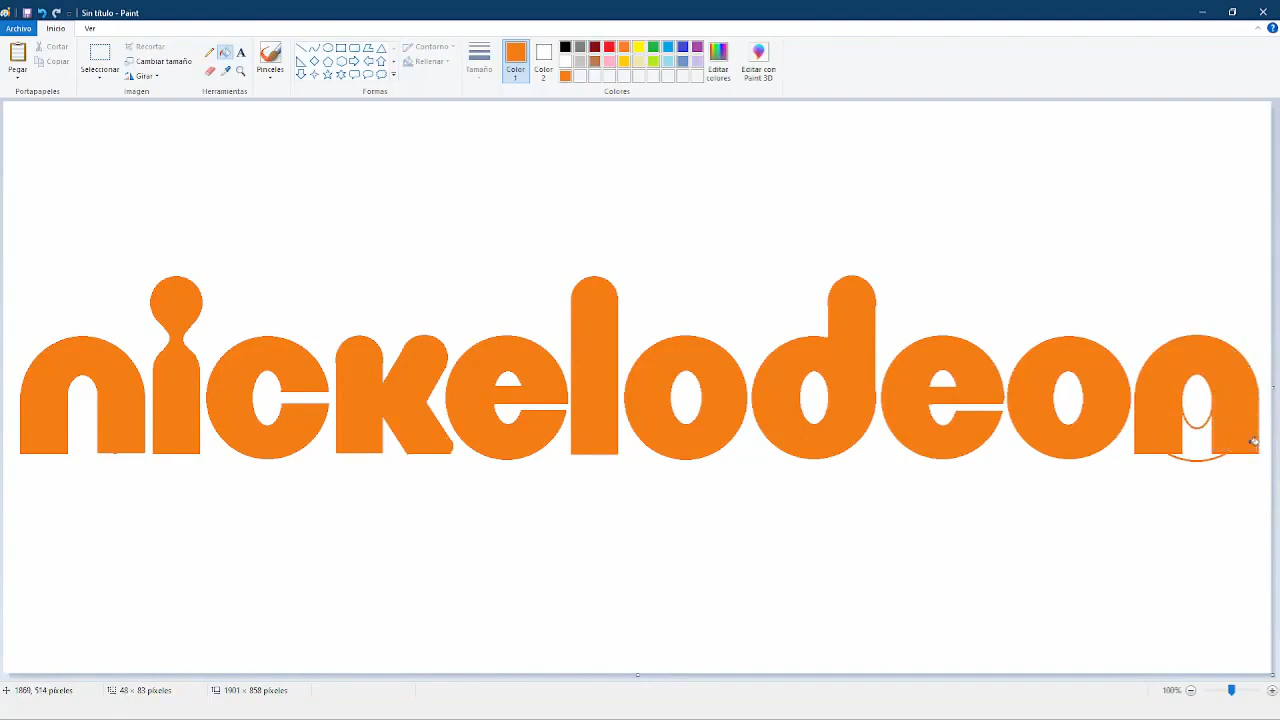 Sin título - Paint
Archivo Inicio Ver
Pegar Cortar Copiar Portapapeles
Seleccionar Recortar Cambiar tamaño Girar Imagen
A Herramientas
Pinceles
Contorno Rellenar Formas
Tamaño
Color 1 Color 2 Editar colores Editar con Paint 3D Colores
nickelodeon
1869, 514 píxeles 48 × 83 píxeles 1901 × 858 píxeles 100%